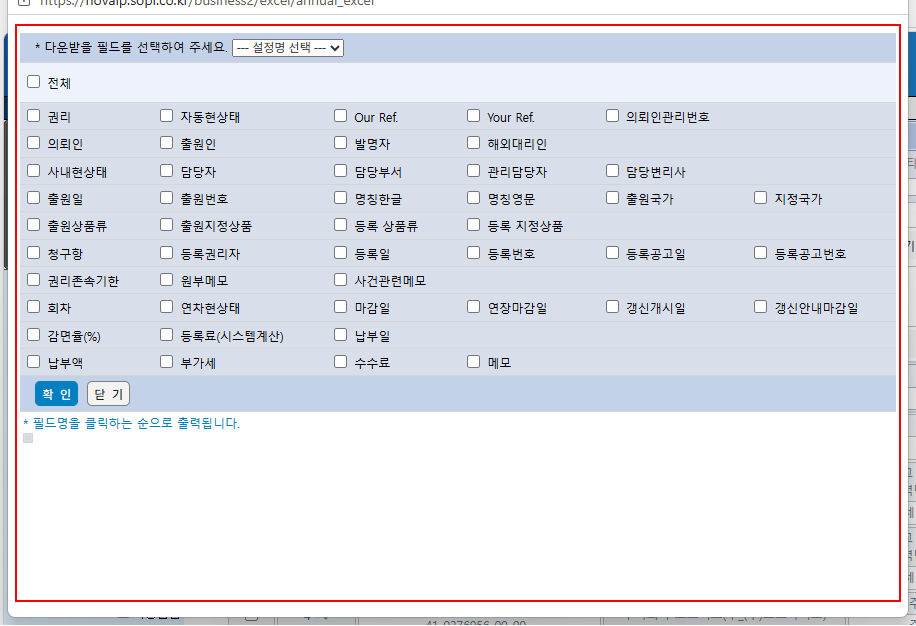 https://novaip.sopi.co.kr/business2/excel/annual_excel
* 다운받을 필드를 선택하여 주세요. --- 설정명 선택 ---
전체
권리 자동현상태 Our Ref. Your Ref. 의뢰인관리번호
의뢰인 출원인 발명자 해외대리인
사내현상태 담당자 담당부서 관리담당자 담당변리사
출원일 출원번호 명칭한글 명칭영문 출원국가 지정국가
출원상품류 출원지정상품 등록 상품류 등록 지정상품
청구항 등록권리자 등록일 등록번호 등록공고일 등록공고번호
권리존속기한 원부메모 사건관련메모
회차 연차현상태 마감일 연장마감일 갱신개시일 갱신안내마감일
감면율(%) 등록료(시스템계산) 납부일
납부액 부가세 수수료 메모
확 인 닫 기
* 필드명을 클릭하는 순으로 출력됩니다.